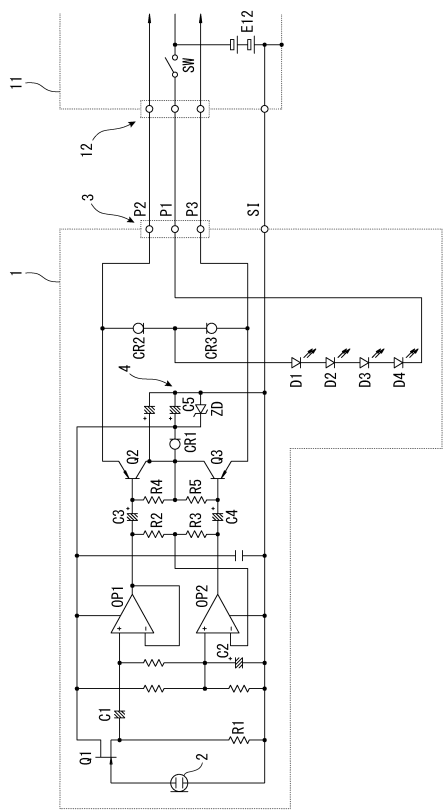 1
11
3
12
P2
P1
P3
SI
SW
E12
CR2
CR3
D1
D2
D3
D4
4
C5
ZD
CR1
Q2
Q3
C3
R4
R2
R5
R3
C4
OP1
OP2
C1
C2
Q1
R1
2
+
−
+
−
+
+
+
+
+